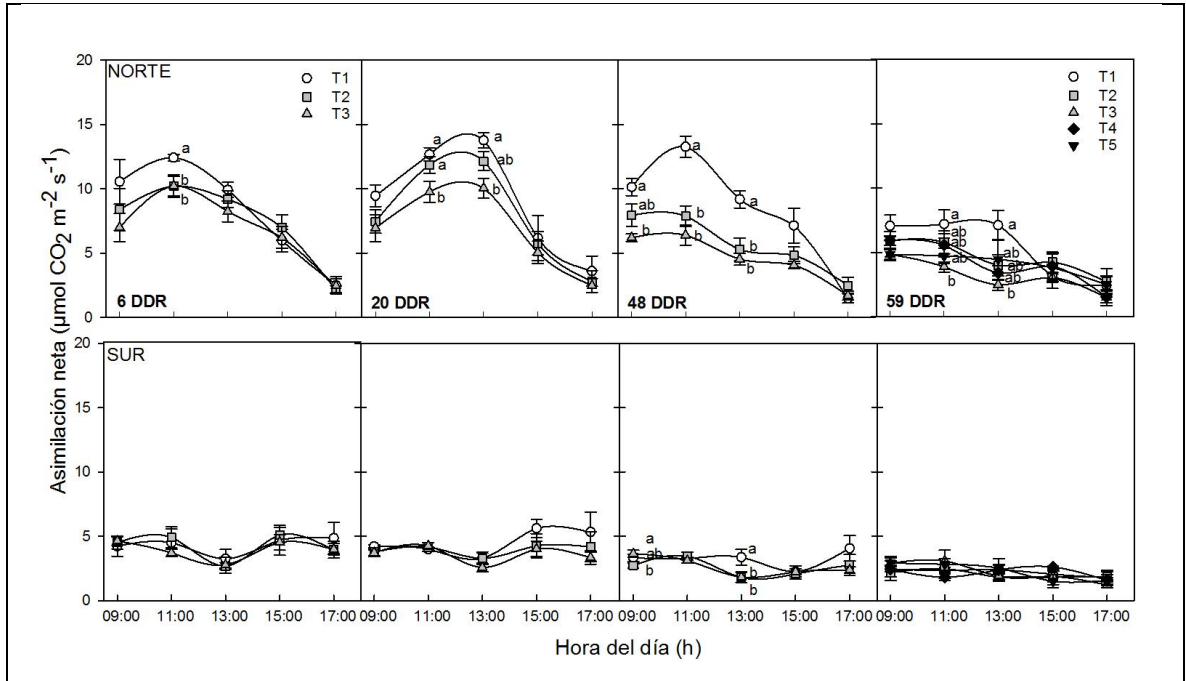 Asimilación neta (µmol CO2 m-2 s-1)
20
15
10
5
0
NORTE
T1
T2
T3
a
b
b
6 DDR
a
a
b
a
ab
b
20 DDR
a
ab
b
a
b
b
a
b
b
48 DDR
T1
T2
T3
T4
T5
a
ab
ab
ab
b
a
ab
ab
ab
b
59 DDR
20
15
10
5
0
SUR
a
ab
b
a
b
b
09:00 11:00 13:00 15:00 17:00
09:00 11:00 13:00 15:00 17:00
09:00 11:00 13:00 15:00 17:00
09:00 11:00 13:00 15:00 17:00
Hora del día (h)